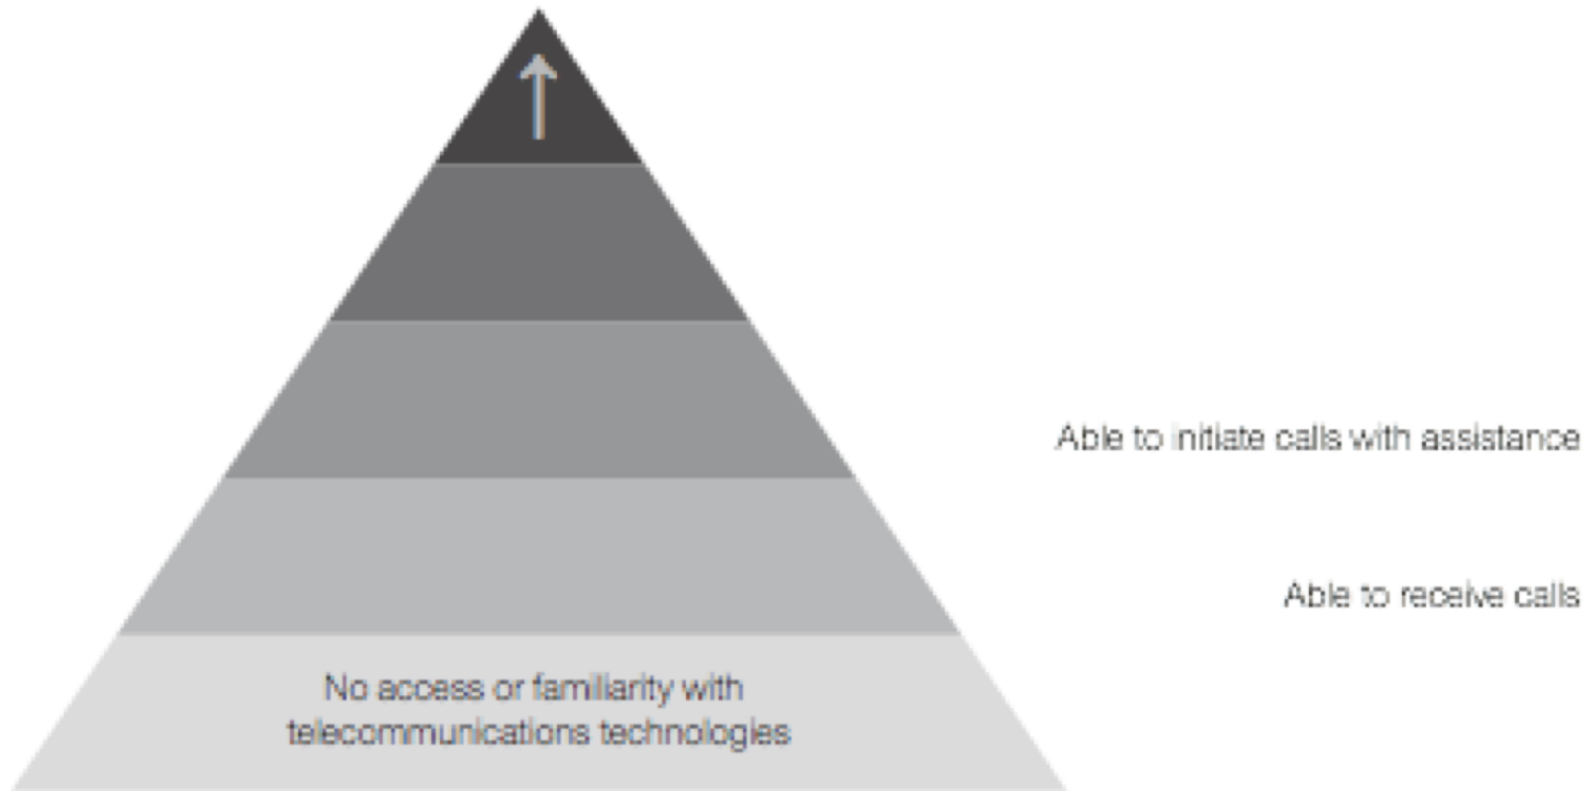 Able to initiate calls with assistance
Able to receive calls
No access or familiarity with
telecommunications technologies